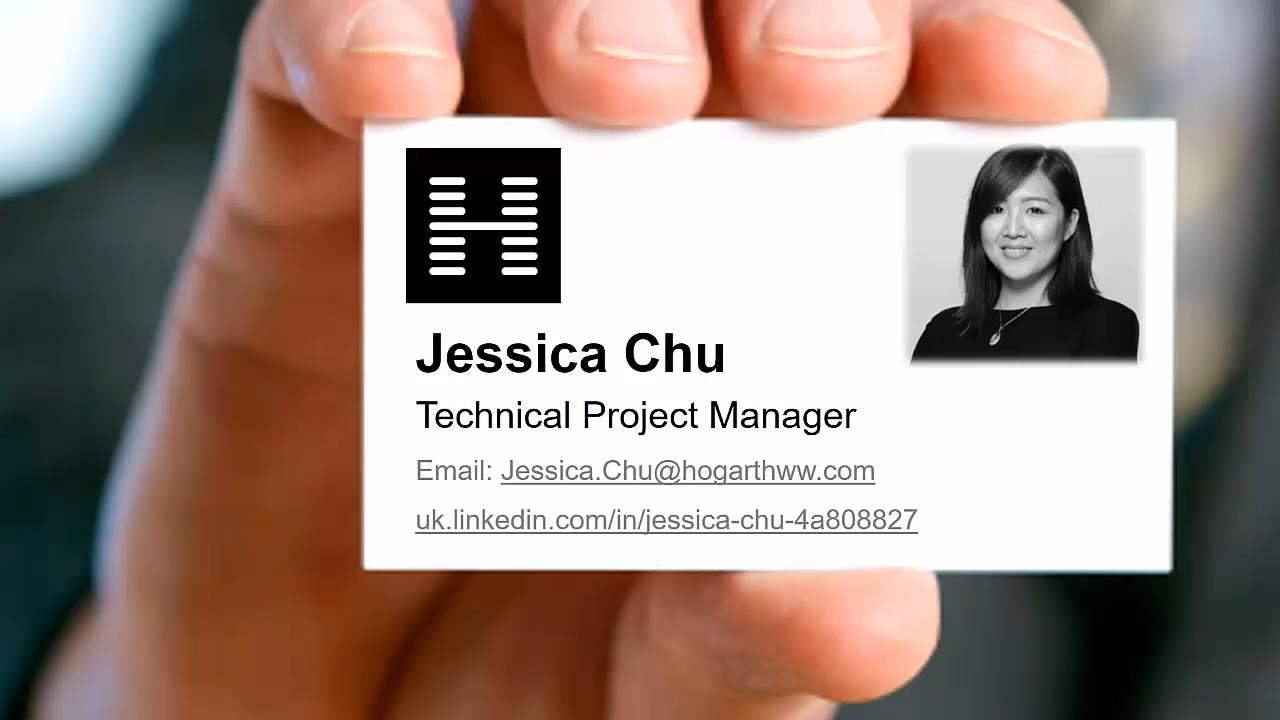 Jessica Chu
Technical Project Manager
Email: Jessica.Chu@hogarthww.com
uk.linkedin.com/in/jessica-chu-4a808827